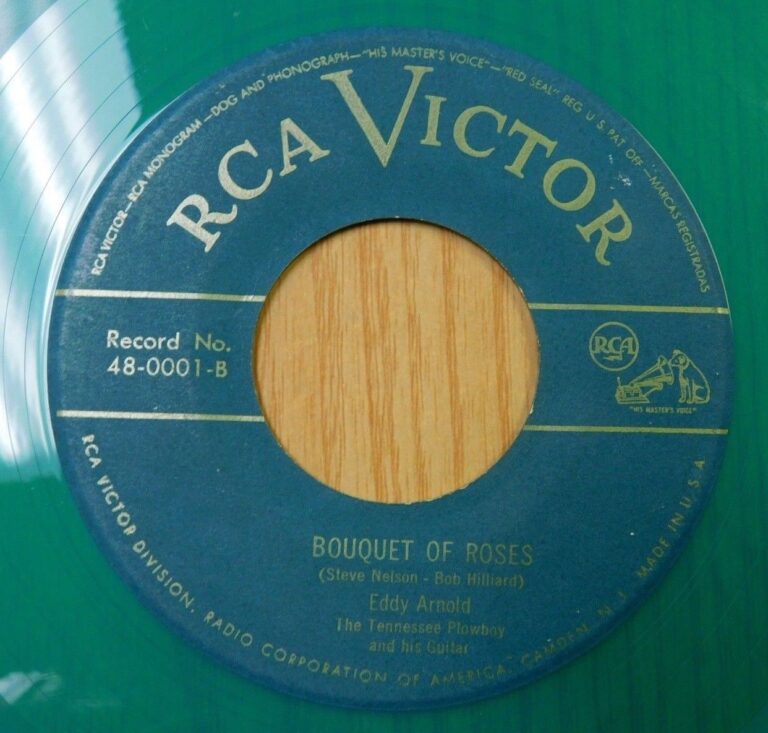 RCA VICTOR—RCA MONOGRAM—DOG AND PHONOGRAPH—"HIS MASTER'S VOICE"—"RED SEAL" REG U.S. PAT OFF—MARCAS REGISTRADAS
RCA VICTOR
Record No.
48-0001-B
RCA
"HIS MASTER'S VOICE"
BOUQUET OF ROSES
(Steve Nelson - Bob Hilliard)
Eddy Arnold
The Tennessee Plowboy
and his Guitar
RCA VICTOR DIVISION, RADIO CORPORATION OF AMERICA, CAMDEN, N. J. MADE IN U.S.A